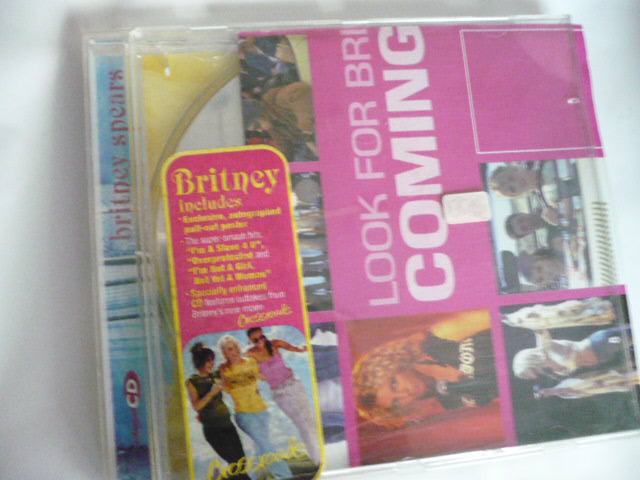 britney spears
LOOK FOR BRI
COMING
Britney
includes
• Exclusive, autographed
pull-out poster
• The super-smash hits,
"I'm A Slave 4 U",
"Overprotected and
"I'm Not A Girl,
Not Yet A Woman"
• Specially enhanced
CD features outtakes from
Britney's new movie
Crossroads
Crossroads
CD